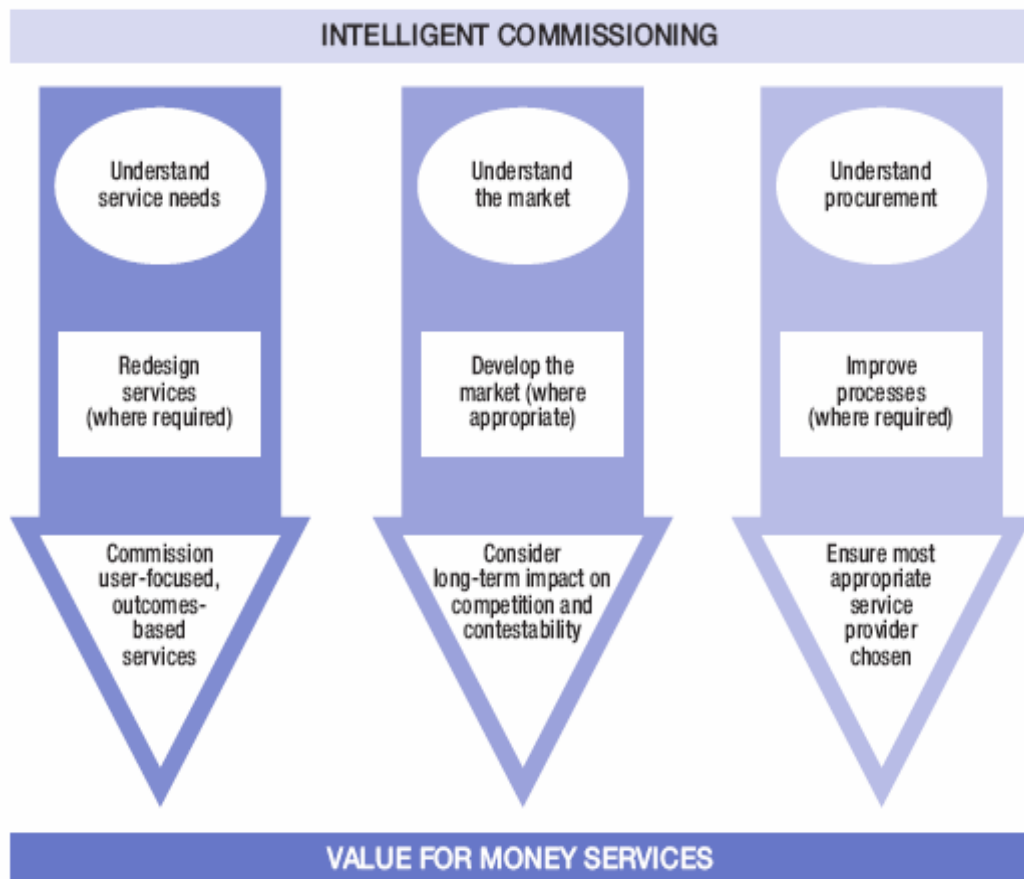 INTELLIGENT COMMISSIONING
Understand
service needs
Redesign
services
(where required)
Commission
user-focused,
outcomes-
based
services
Understand
the market
Develop the
market (where
appropriate)
Consider
long-term impact on
competition and
contestability
Understand
procurement
Improve
processes
(where required)
Ensure most
appropriate
service
provider
chosen
VALUE FOR MONEY SERVICES